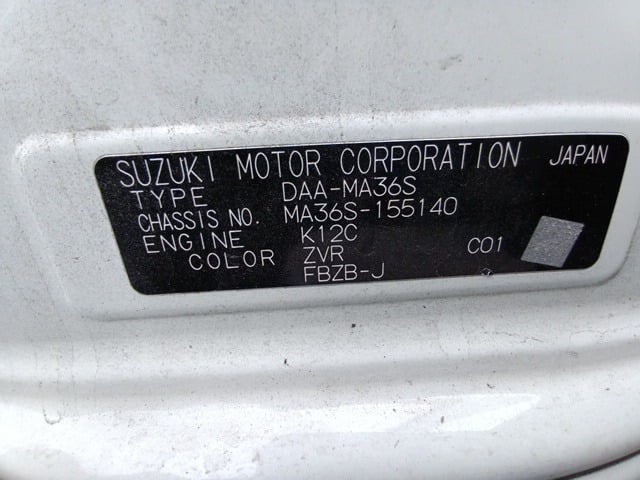 SUZUKI MOTOR CORPORATION JAPAN
TYPE DAA-MA36S
CHASSIS NO. MA36S-155140
ENGINE K12C
COLOR ZVR C01
FBZB-J